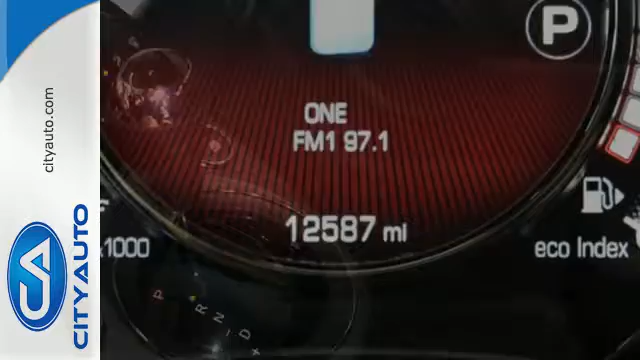 cityauto.com
CITYAUTO
P
ONE
FM1 97.1
12587 mi
x1000
eco Index
P
R
N
D
+